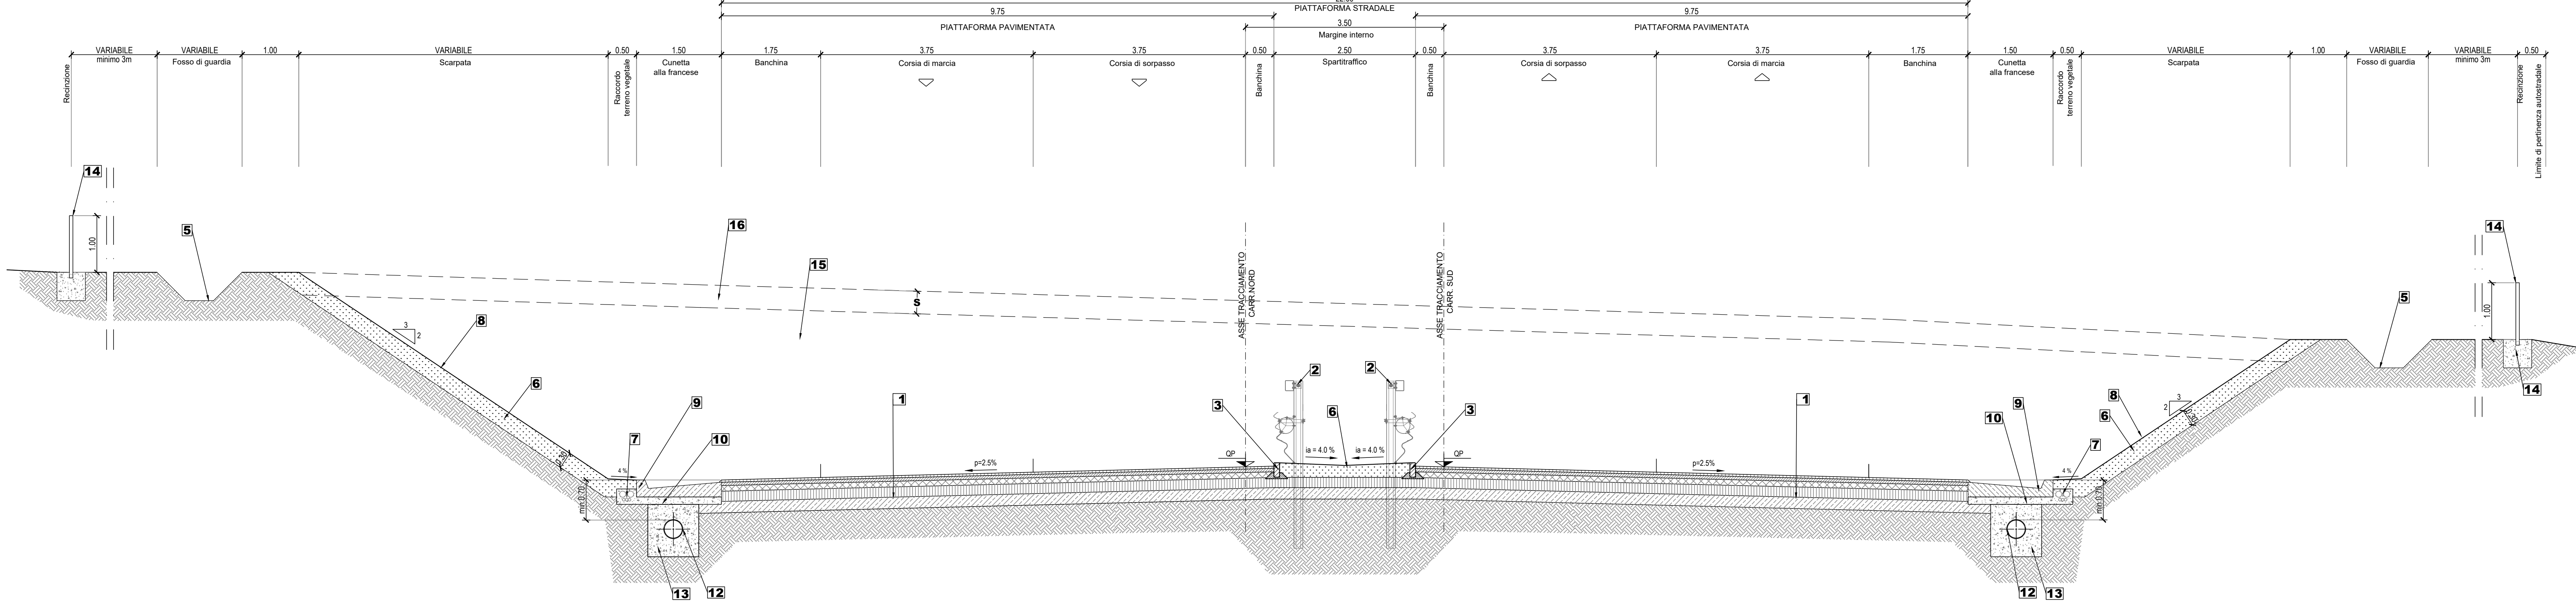 PIATTAFORMA STRADALE
9.75
9.75
PIATTAFORMA PAVIMENTATA
3.50
PIATTAFORMA PAVIMENTATA
Margine interno
VARIABILE
minimo 3m
VARIABILE
Fosso di guardia
1.00
VARIABILE
Scarpata
0.50
1.50
Cunetta
alla francese
1.75
Banchina
3.75
Corsia di marcia
3.75
Corsia di sorpasso
0.50
2.50
Spartitraffico
0.50
3.75
Corsia di sorpasso
3.75
Corsia di marcia
1.75
Banchina
1.50
Cunetta
alla francese
0.50
VARIABILE
Scarpata
1.00
VARIABILE
Fosso di guardia
VARIABILE
minimo 3m
0.50
Recinzione
Raccordo
terreno vegetale
Banchina
Banchina
Raccordo
terreno vegetale
Recinzione
Limite di pertinenza autostradale
14
1.00
5
16
15
S
ASSE TRACCIAMENTO
CARR.NORD
ASSE TRACCIAMENTO
CARR. SUD
14
1.00
5
14
3
2
8
6
9
7
10
1
2
2
3
6
3
1
9
10
7
8
6
3
2
0.30
0.30
4 %
p=2.5%
QP
ia = 4.0 %
ia = 4.0 %
QP
p=2.5%
4 %
min.0.70
min.0.70
13
12
12
13